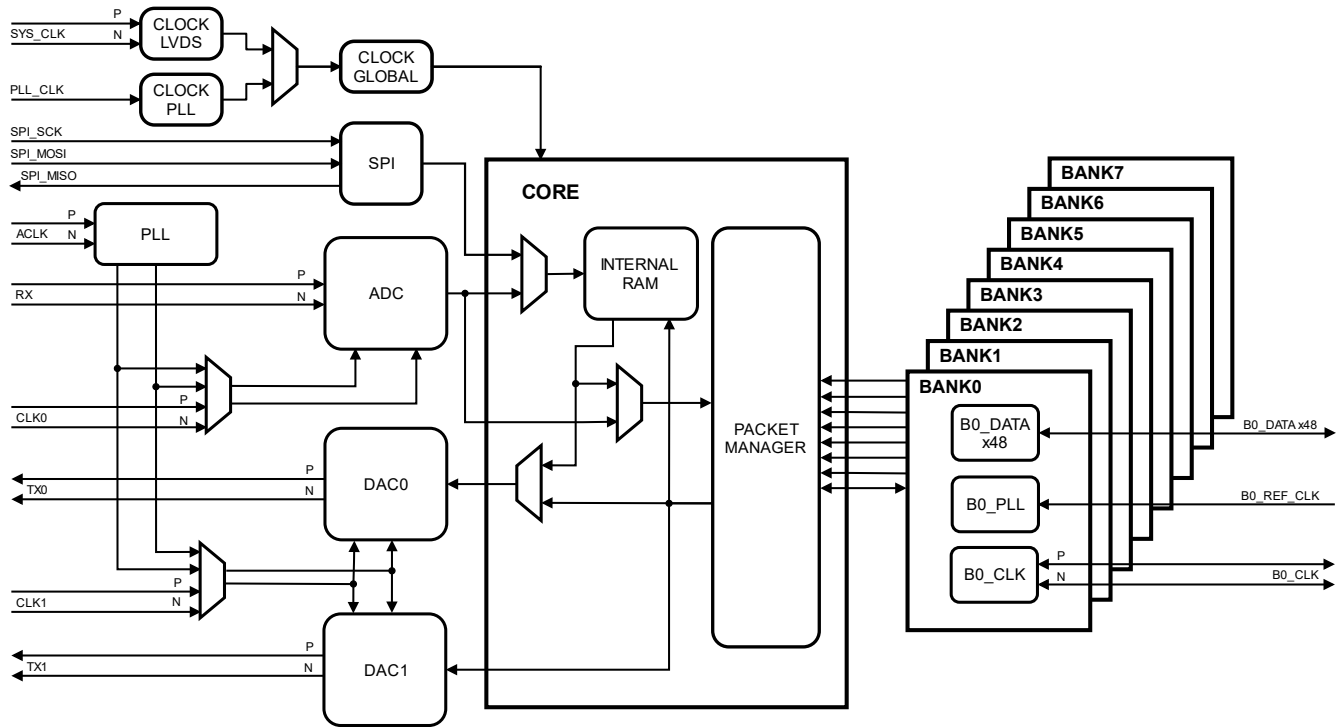 P
SYS_CLK
N
CLOCK
LVDS
PLL_CLK
CLOCK
PLL
CLOCK
GLOBAL
SPI_SCK
SPI_MOSI
SPI_MISO
SPI
P
ACLK
N
PLL
P
RX
N
ADC
P
CLK0
N
P
TX0
N
DAC0
P
CLK1
N
P
TX1
N
DAC1
CORE
INTERNAL
RAM
PACKET
MANAGER
BANK7
BANK6
BANK5
BANK4
BANK3
BANK2
BANK1
BANK0
B0_DATA
x48
B0_DATA x48
B0_PLL
B0_REF_CLK
B0_CLK
P
N
B0_CLK